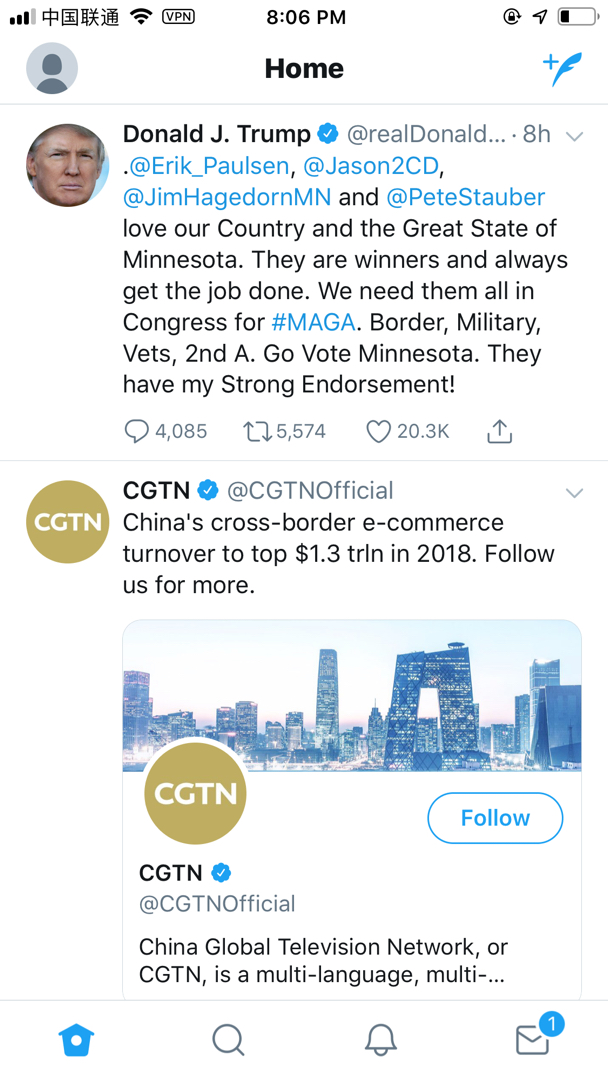 中国联通 VPN 8:06 PM
Home
Donald J. Trump @realDonald... · 8h
.@Erik_Paulsen, @Jason2CD,
@JimHagedornMN and @PeteStauber
love our Country and the Great State of
Minnesota. They are winners and always
get the job done. We need them all in
Congress for #MAGA. Border, Military,
Vets, 2nd A. Go Vote Minnesota. They
have my Strong Endorsement!
4,085 5,574 20.3K
CGTN CGTN @CGTNOfficial
China's cross-border e-commerce
turnover to top $1.3 trln in 2018. Follow
us for more.
CGTN
Follow
CGTN
@CGTNOfficial
China Global Television Network, or
CGTN, is a multi-language, multi-...
1